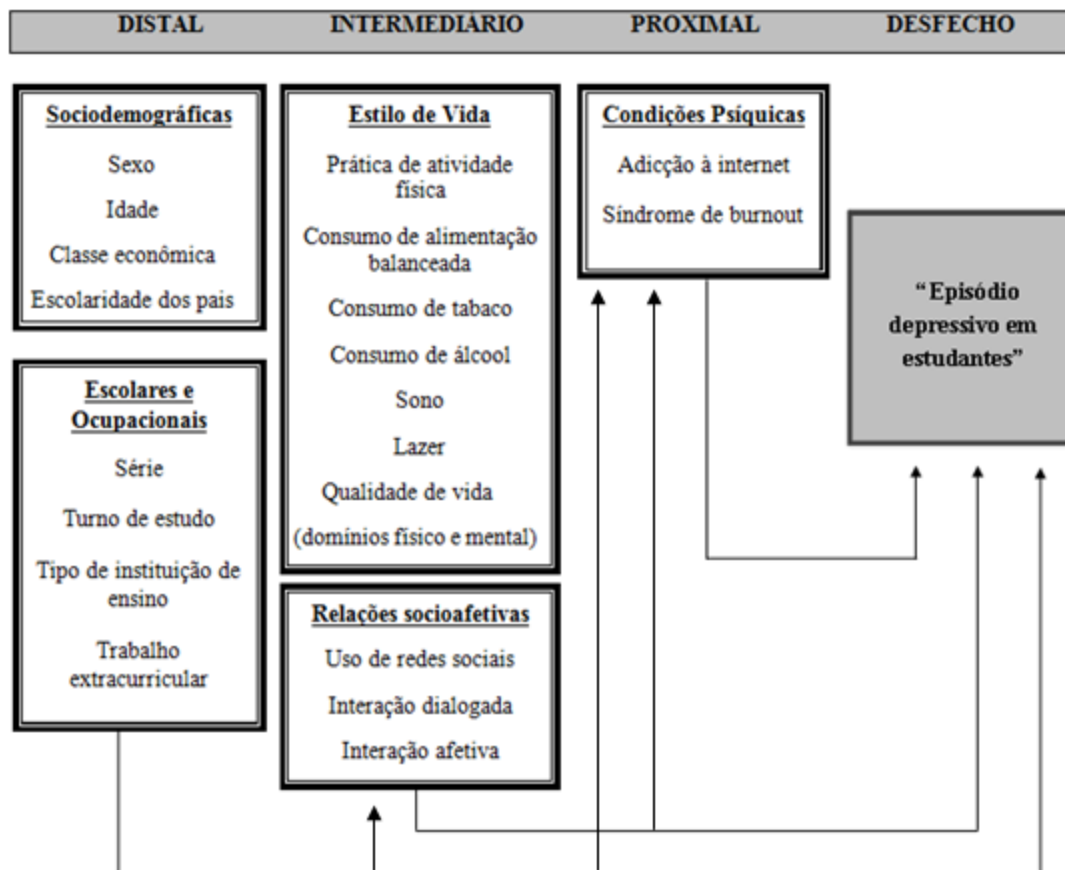 DISTAL INTERMEDIÁRIO PROXIMAL DESFECHO
Sociodemográficas
Sexo
Idade
Classe econômica
Escolaridade dos pais
Escolares e
Ocupacionais
Série
Turno de estudo
Tipo de instituição de
ensino
Trabalho
extracurricular
Estilo de Vida
Prática de atividade
física
Consumo de alimentação
balanceada
Consumo de tabaco
Consumo de álcool
Sono
Lazer
Qualidade de vida
(domínios físico e mental)
Relações socioafetivas
Uso de redes sociais
Interação dialogada
Interação afetiva
Condições Psíquicas
Adicção à internet
Síndrome de burnout
“Episódio
depressivo em
estudantes”